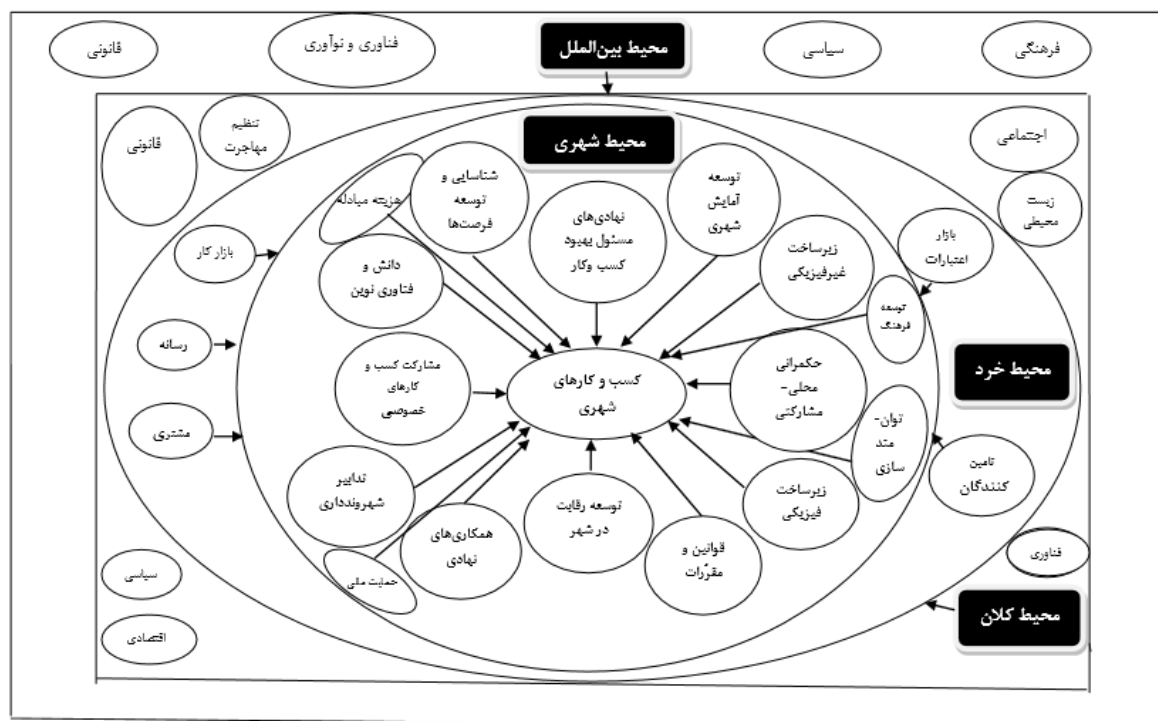 فرهنگی
سیاسی
محیط بین‌الملل
فناوری و نوآوری
قانونی
اجتماعی
زیست
محیطی
تنظیم
مهاجرت
قانونی
محیط شهری
توسعه
آمایش
شهری
نهادی‌های
مسئول بهبود
کسب وکار
شناسایی و
توسعه
فرصت‌ها
هزینه مبادله
بازار
اعتبارات
زیرساخت
غیرفیزیکی
دانش و
فناوری نوین
بازار کار
توسعه
فرهنگ
رسانه
محیط خرد
حکمرانی
محلی-
مشارکتی
کسب و کارهای
شهری
مشارکت کسب و
کارهای
خصوصی
مشتری
توان-
مند
سازی
تامین
کنندگان
زیرساخت
فیزیکی
قوانین و
مقرّرات
توسعه رقابت
در شهر
همکاری‌های
نهادی
تدابیر
شهروندداری
حمایت ملی
فناوری
محیط کلان
سیاسی
اقتصادی